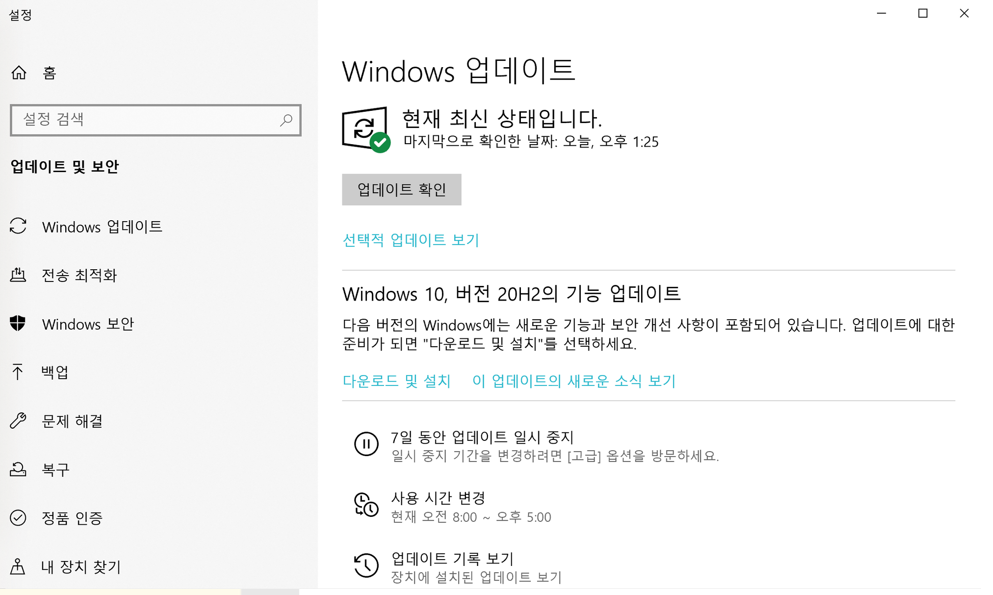 설정
홈
설정 검색
업데이트 및 보안
Windows 업데이트
전송 최적화
Windows 보안
백업
문제 해결
복구
정품 인증
내 장치 찾기
Windows 업데이트
현재 최신 상태입니다.
마지막으로 확인한 날짜: 오늘, 오후 1:25
업데이트 확인
선택적 업데이트 보기
Windows 10, 버전 20H2의 기능 업데이트
다음 버전의 Windows에는 새로운 기능과 보안 개선 사항이 포함되어 있습니다. 업데이트에 대한
준비가 되면 "다운로드 및 설치"를 선택하세요.
다운로드 및 설치 이 업데이트의 새로운 소식 보기
7일 동안 업데이트 일시 중지
일시 중지 기간을 변경하려면 [고급] 옵션을 방문하세요.
사용 시간 변경
현재 오전 8:00 ~ 오후 5:00
업데이트 기록 보기
장치에 설치된 업데이트 보기